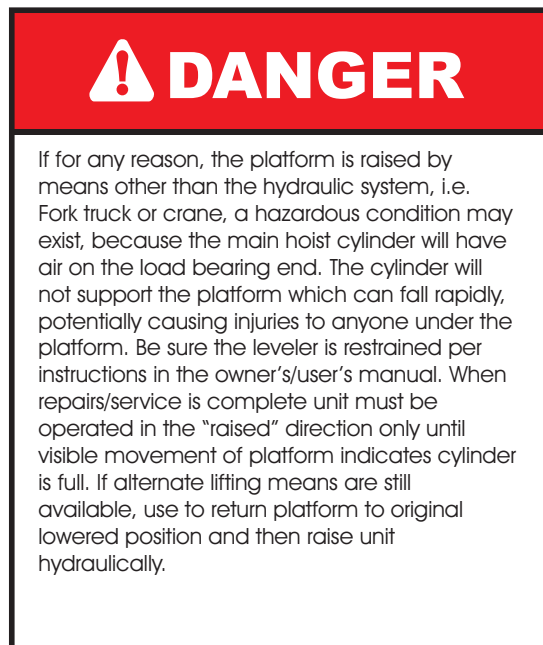 DANGER
If for any reason, the platform is raised by
means other than the hydraulic system, i.e.
Fork truck or crane, a hazardous condition may
exist, because the main hoist cylinder will have
air on the load bearing end. The cylinder will
not support the platform which can fall rapidly,
potentially causing injuries to anyone under the
platform. Be sure the leveler is restrained per
instructions in the owner’s/user’s manual. When
repairs/service is complete unit must be
operated in the “raised” direction only until
visible movement of platform indicates cylinder
is full. If alternate lifting means are still
available, use to return platform to original
lowered position and then raise unit
hydraulically.